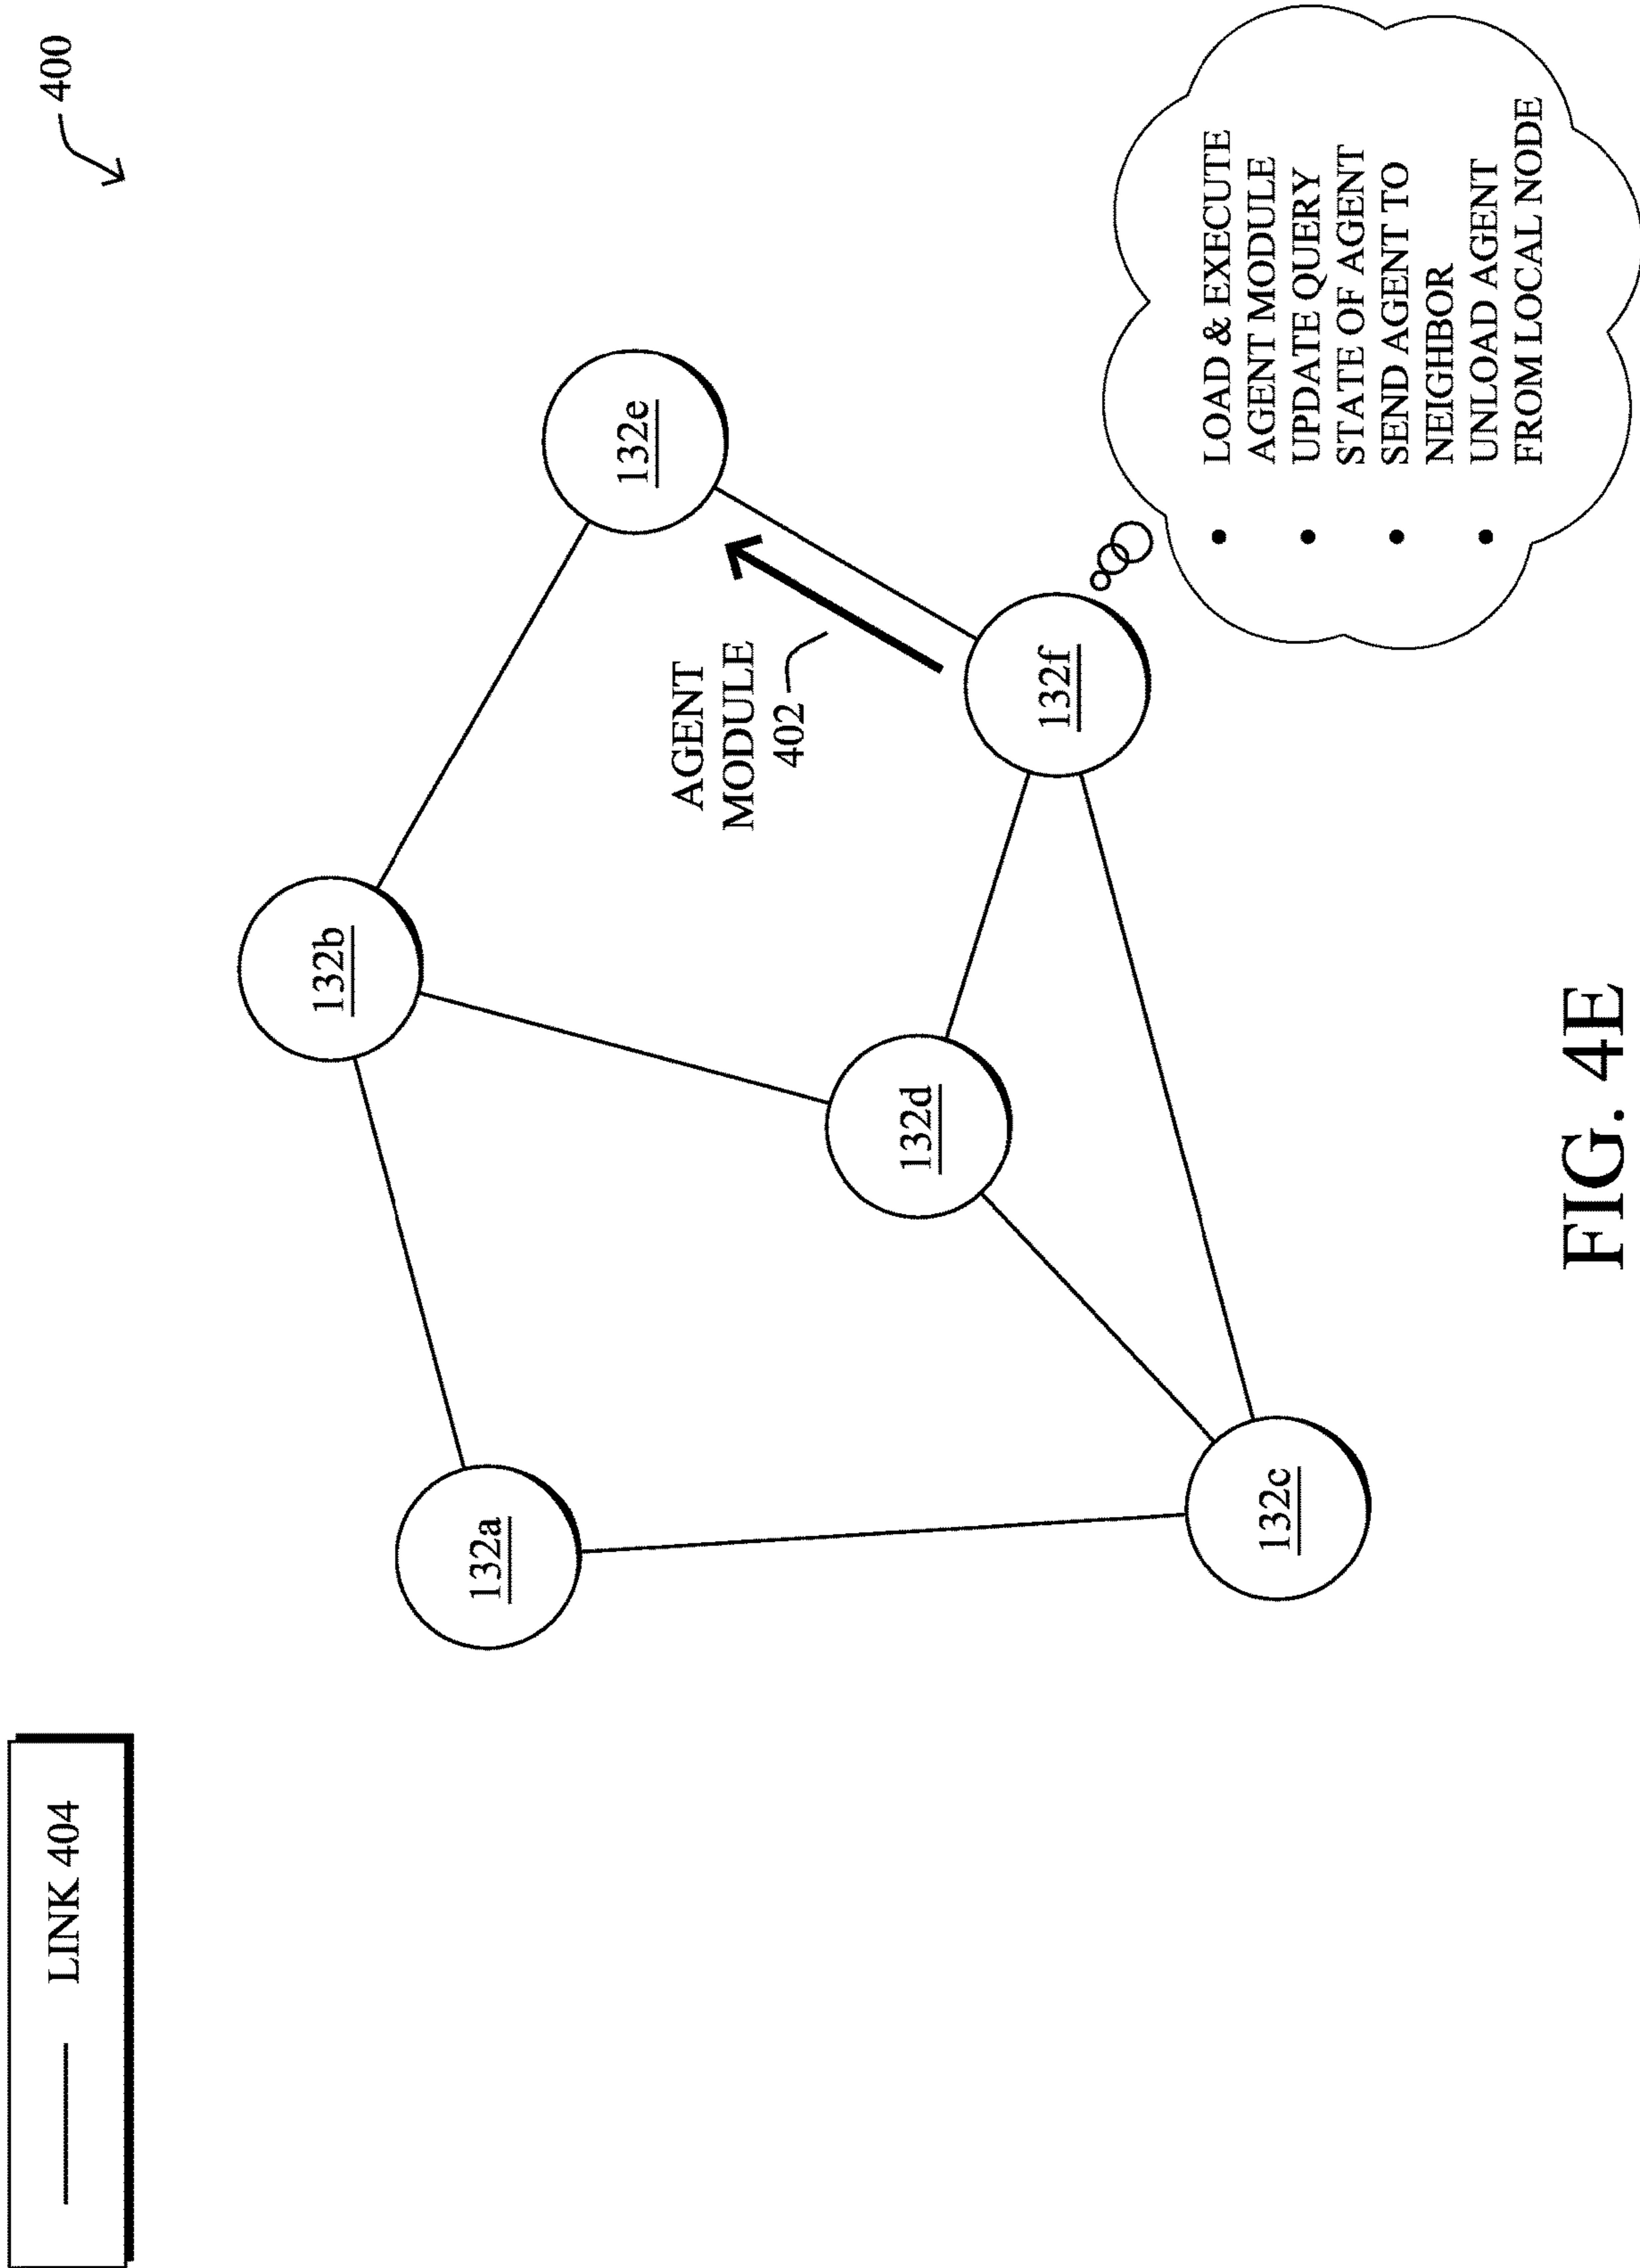 400
LINK 404
132a
132b
132c
132d
132e
132f
AGENT
MODULE
402
• LOAD & EXECUTE
AGENT MODULE
• UPDATE QUERY
STATE OF AGENT
• SEND AGENT TO
NEIGHBOR
• UNLOAD AGENT
FROM LOCAL NODE
FIG. 4E